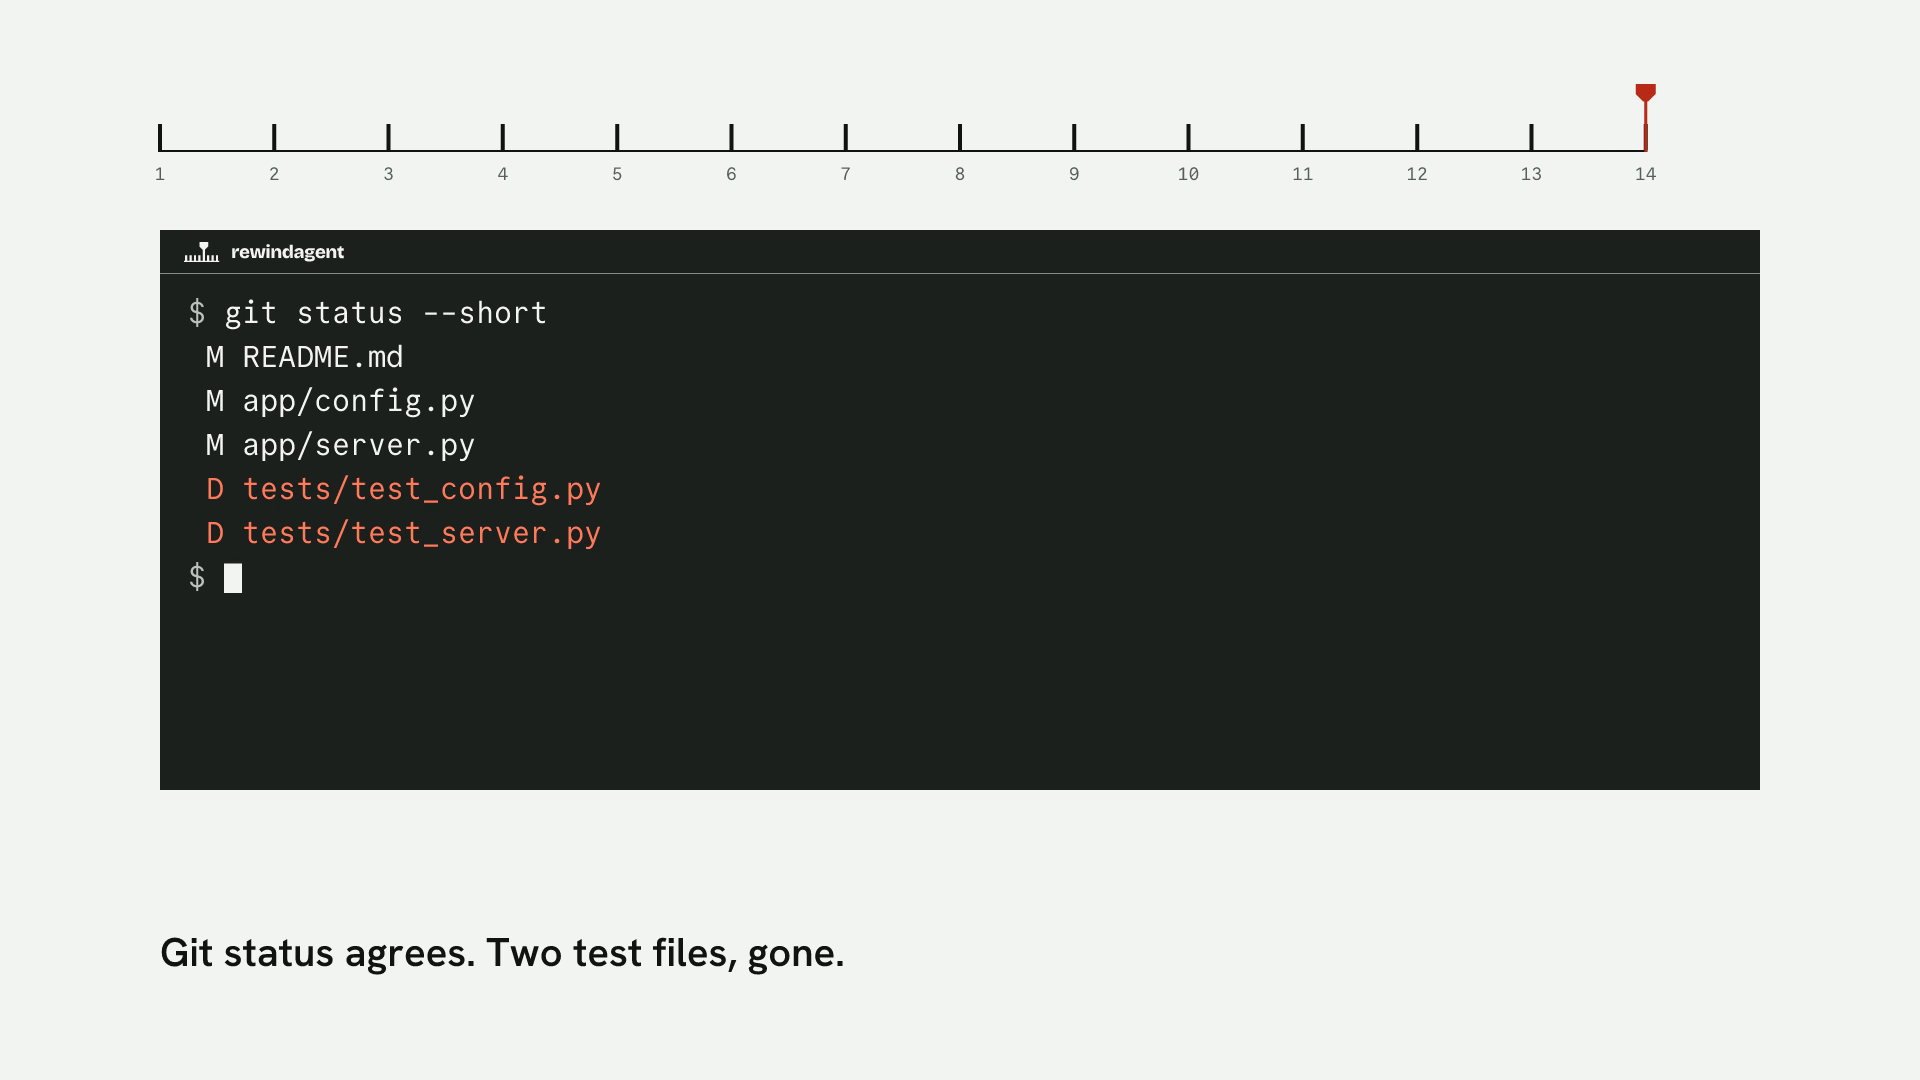 1 2 3 4 5 6 7 8 9 10 11 12 13 14
rewindagent
$ git status --short
 M README.md
 M app/config.py
 M app/server.py
 D tests/test_config.py
 D tests/test_server.py
$
Git status agrees. Two test files, gone.